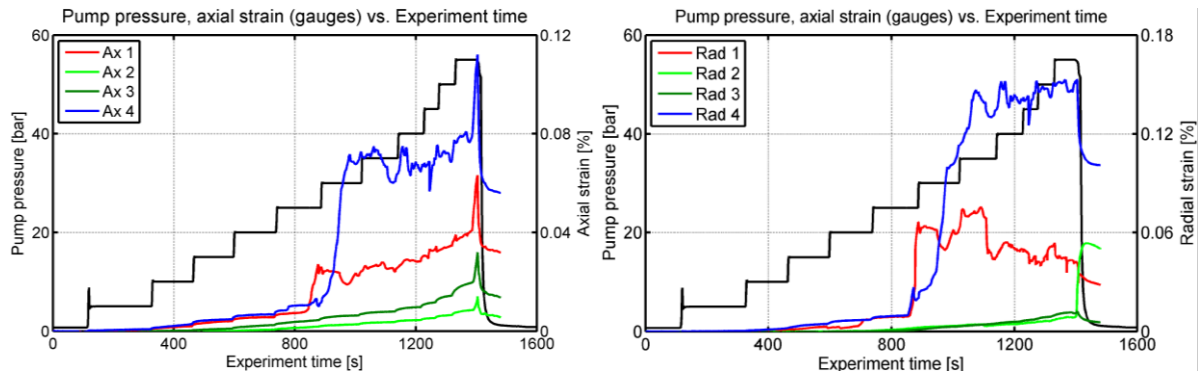 Pump pressure, axial strain (gauges) vs. Experiment time
60
40
20
0
Pump pressure [bar]
Ax 1
Ax 2
Ax 3
Ax 4
0.12
0.08
0.04
0
Axial strain [%]
0 400 800 1200 1600
Experiment time [s]
Pump pressure, axial strain (gauges) vs. Experiment time
60
40
20
0
Pump pressure [bar]
Rad 1
Rad 2
Rad 3
Rad 4
0.18
0.12
0.06
0
Radial strain [%]
0 400 800 1200 1600
Experiment time [s]